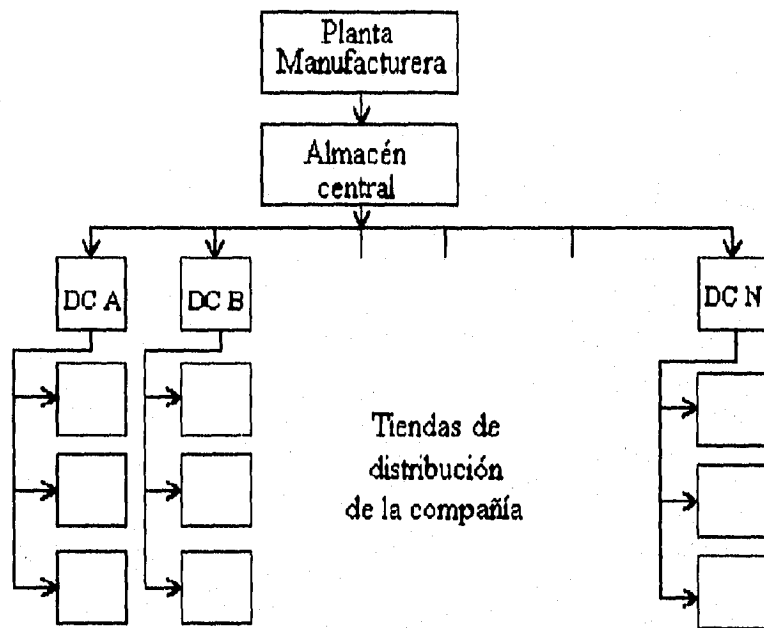 Planta
Manufacturera
Almacén
central
DC A
DC B
DC N
Tiendas de
distribución
de la compañía